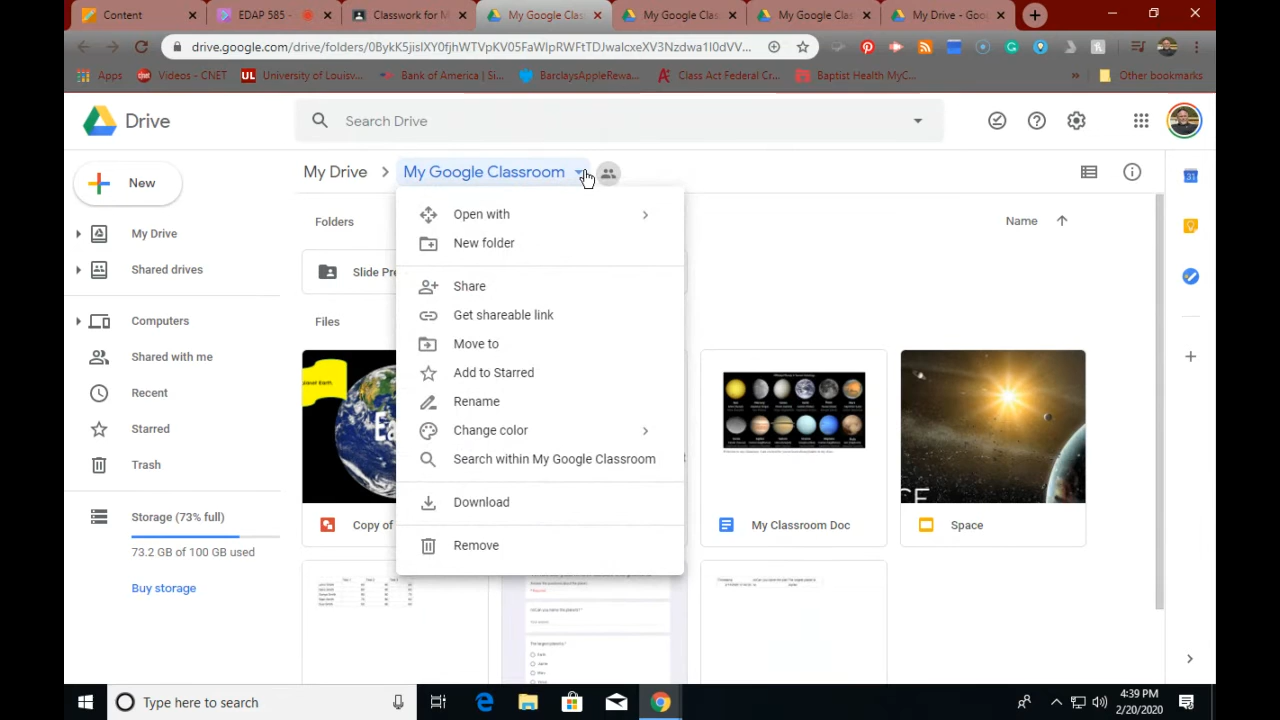 Content
EDAP 585 -
Classwork for M
My Google Clas
My Google Clas
My Google Clas
My Drive - Goo
drive.google.com/drive/folders/0BykK5jislXY0fjhWTVpKV05FaWlpRWFtTDJwalcxeXV3Nzdwa1I0dVV...
Apps
Videos - CNET
UL University of Louisv...
Bank of America | Si...
BarclaysAppleRewa...
Class Act Federal Cr...
Baptist Health MyC...
»
Other bookmarks
Drive
Search Drive
New
My Drive > My Google Classroom
My Drive
Shared drives
Computers
Shared with me
Recent
Starred
Trash
Storage (73% full)
73.2 GB of 100 GB used
Buy storage
Folders
Name
Slide Pre
Files
Open with
New folder
Share
Get shareable link
Move to
Add to Starred
Rename
Change color
Search within My Google Classroom
Download
Remove
Copy of
My Classroom Doc
Space
31
Type here to search
4:39 PM
2/20/2020